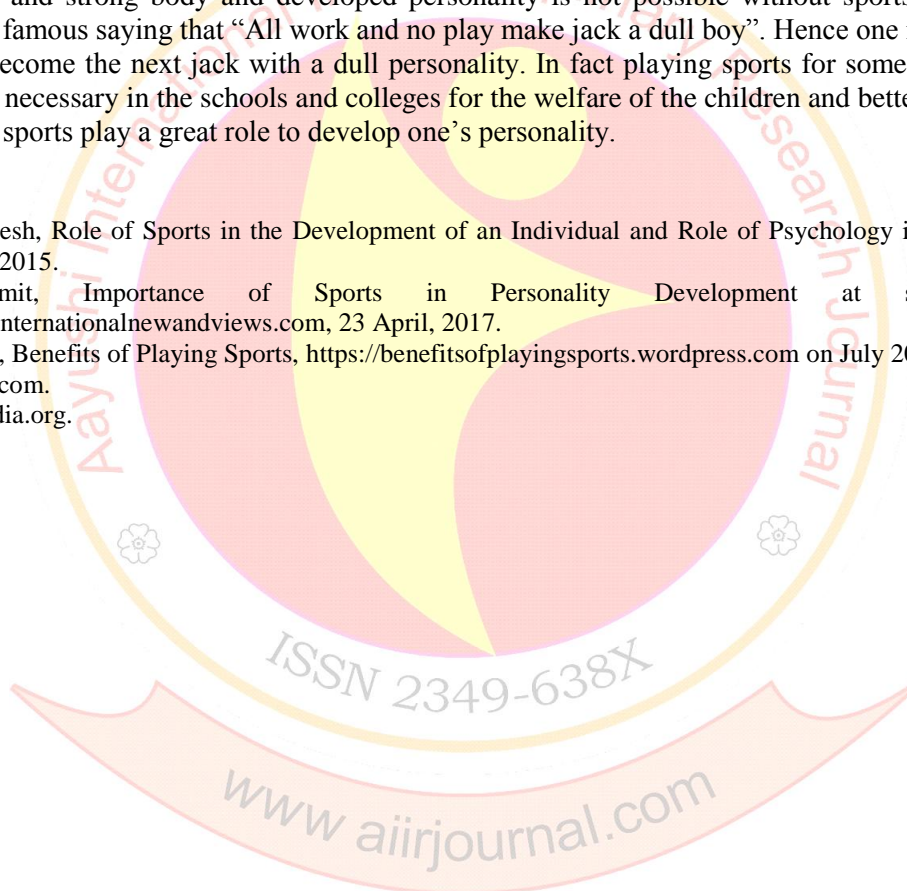 and strong body and developed personality is not possible without sports
famous saying that “All work and no play make jack a dull boy”. Hence one
ecome the next jack with a dull personality. In fact playing sports for some
necessary in the schools and colleges for the welfare of the children and bette
sports play a great role to develop one’s personality.
esh, Role of Sports in the Development of an Individual and Role of Psychology i
2015.
mit, Importance of Sports in Personality Development at s
nternationalnewandviews.com, 23 April, 2017.
, Benefits of Playing Sports, https://benefitsofplayingsports.wordpress.com on July 20
com.
dia.org.
Aayushi International
Research Journal
ISSN 2349-638X
www aiirjournal.com